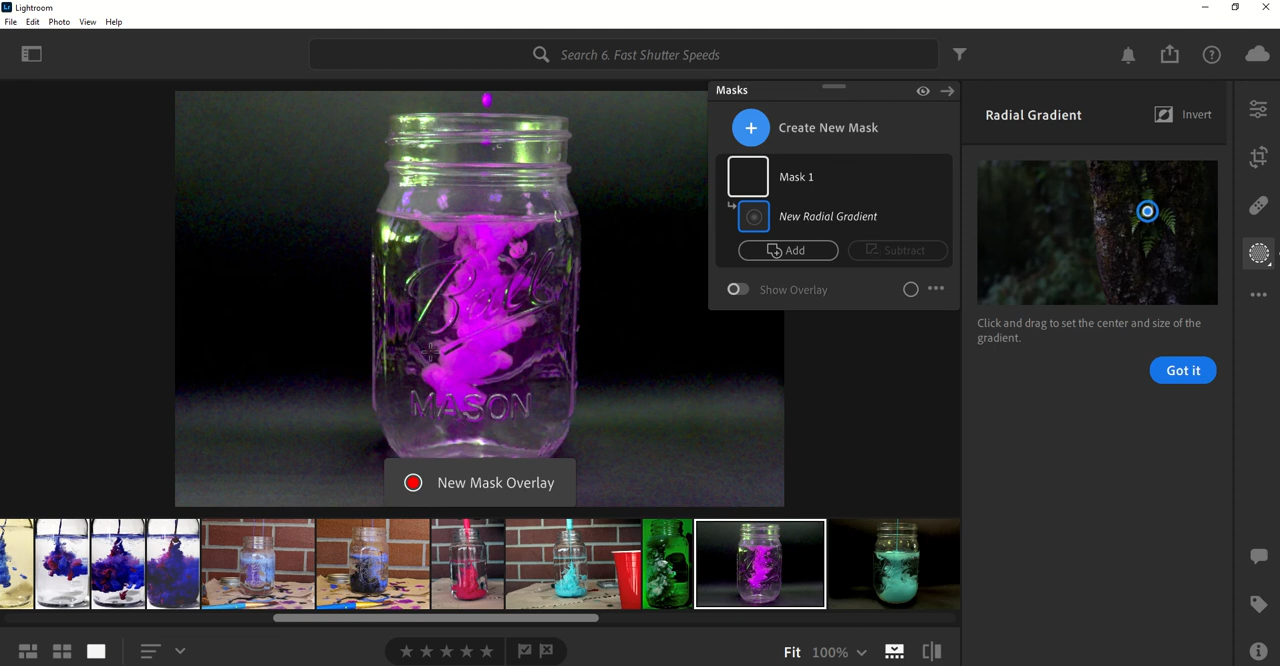 Lr Lightroom
File Edit Photo View Help
Search 6. Fast Shutter Speeds
Masks
Create New Mask
Mask 1
New Radial Gradient
Add Subtract
Show Overlay
Radial Gradient Invert
Click and drag to set the center and size of the
gradient.
Got it
Ball
MASON
New Mask Overlay
Fit 100%